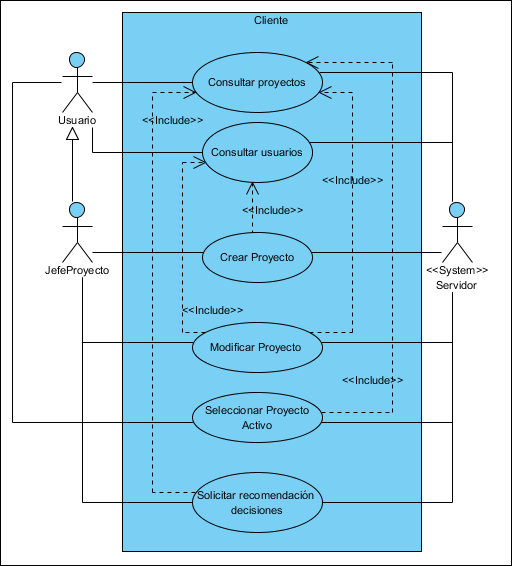 Cliente
Consultar proyectos
Usuario
<<Include>>
Consultar usuarios
<<Include>>
<<Include>>
JefeProyecto
Crear Proyecto
<<System>>
Servidor
<<Include>>
Modificar Proyecto
<<Include>>
Seleccionar Proyecto
Activo
Solicitar recomendación
decisiones